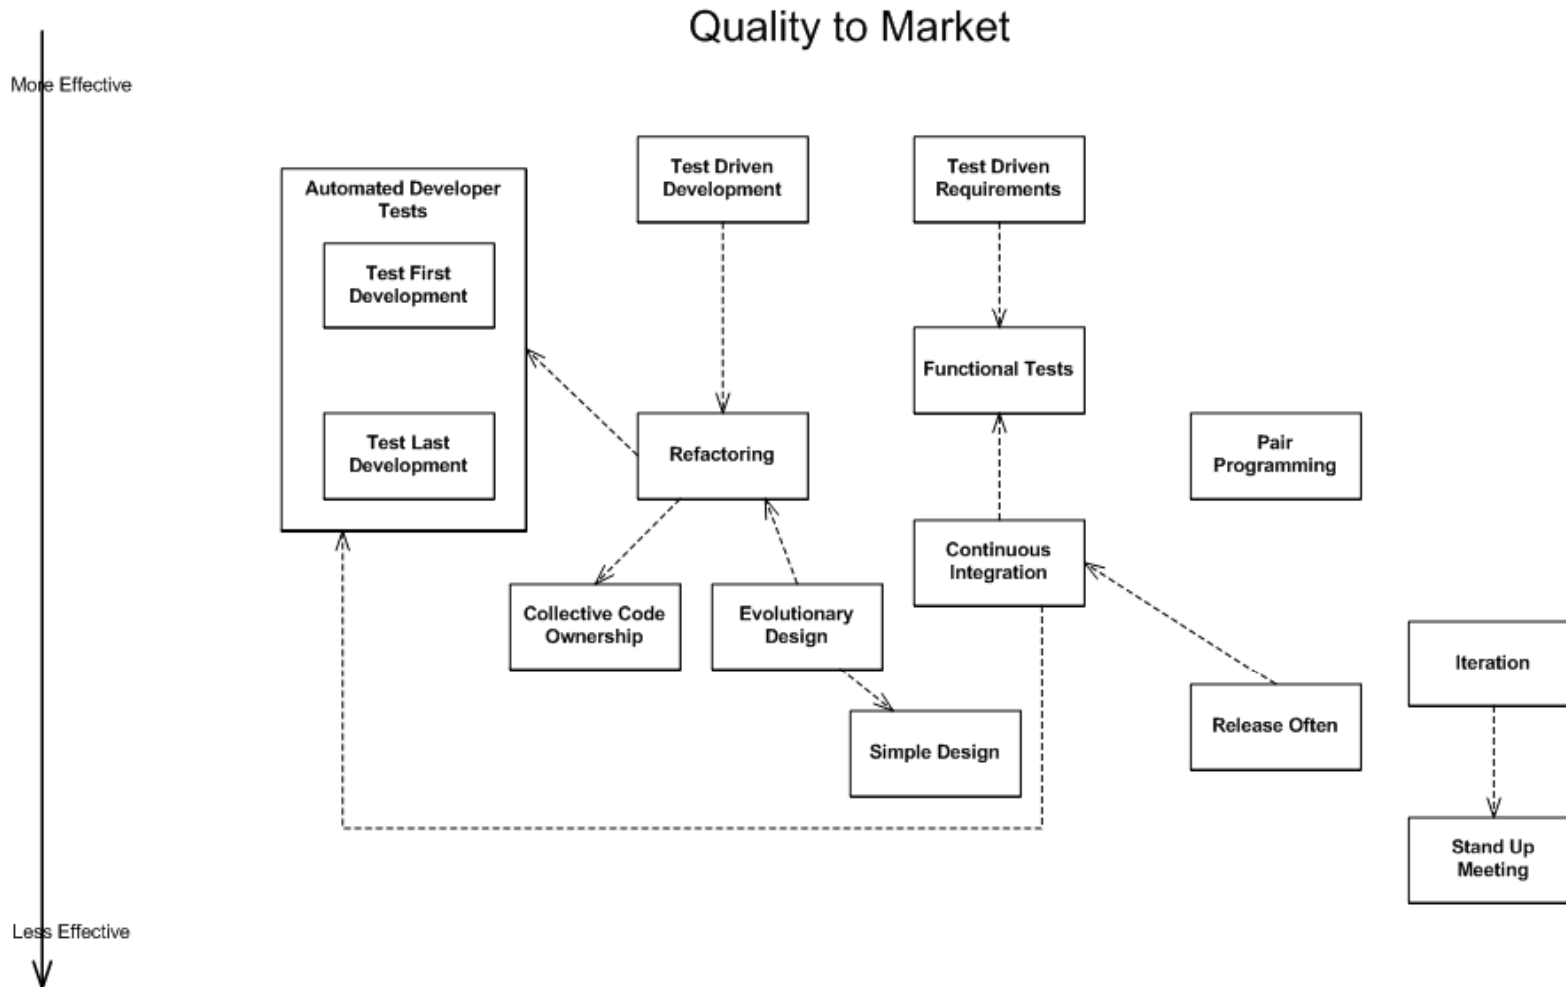 Quality to Market
More Effective
Test Driven
Development
Test Driven
Requirements
Automated Developer
Tests
Test First
Development
Functional Tests
Test Last
Development
Refactoring
Pair
Programming
Continuous
Integration
Collective Code
Ownership
Evolutionary
Design
Iteration
Release Often
Simple Design
Stand Up
Meeting
Less Effective